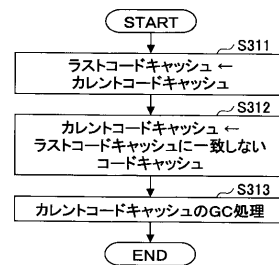 START
S311
ラストコードキャッシュ ←
カレントコードキャッシュ
S312
カレントコードキャッシュ ←
ラストコードキャッシュに一致しない
コードキャッシュ
S313
カレントコードキャッシュのGC処理
END